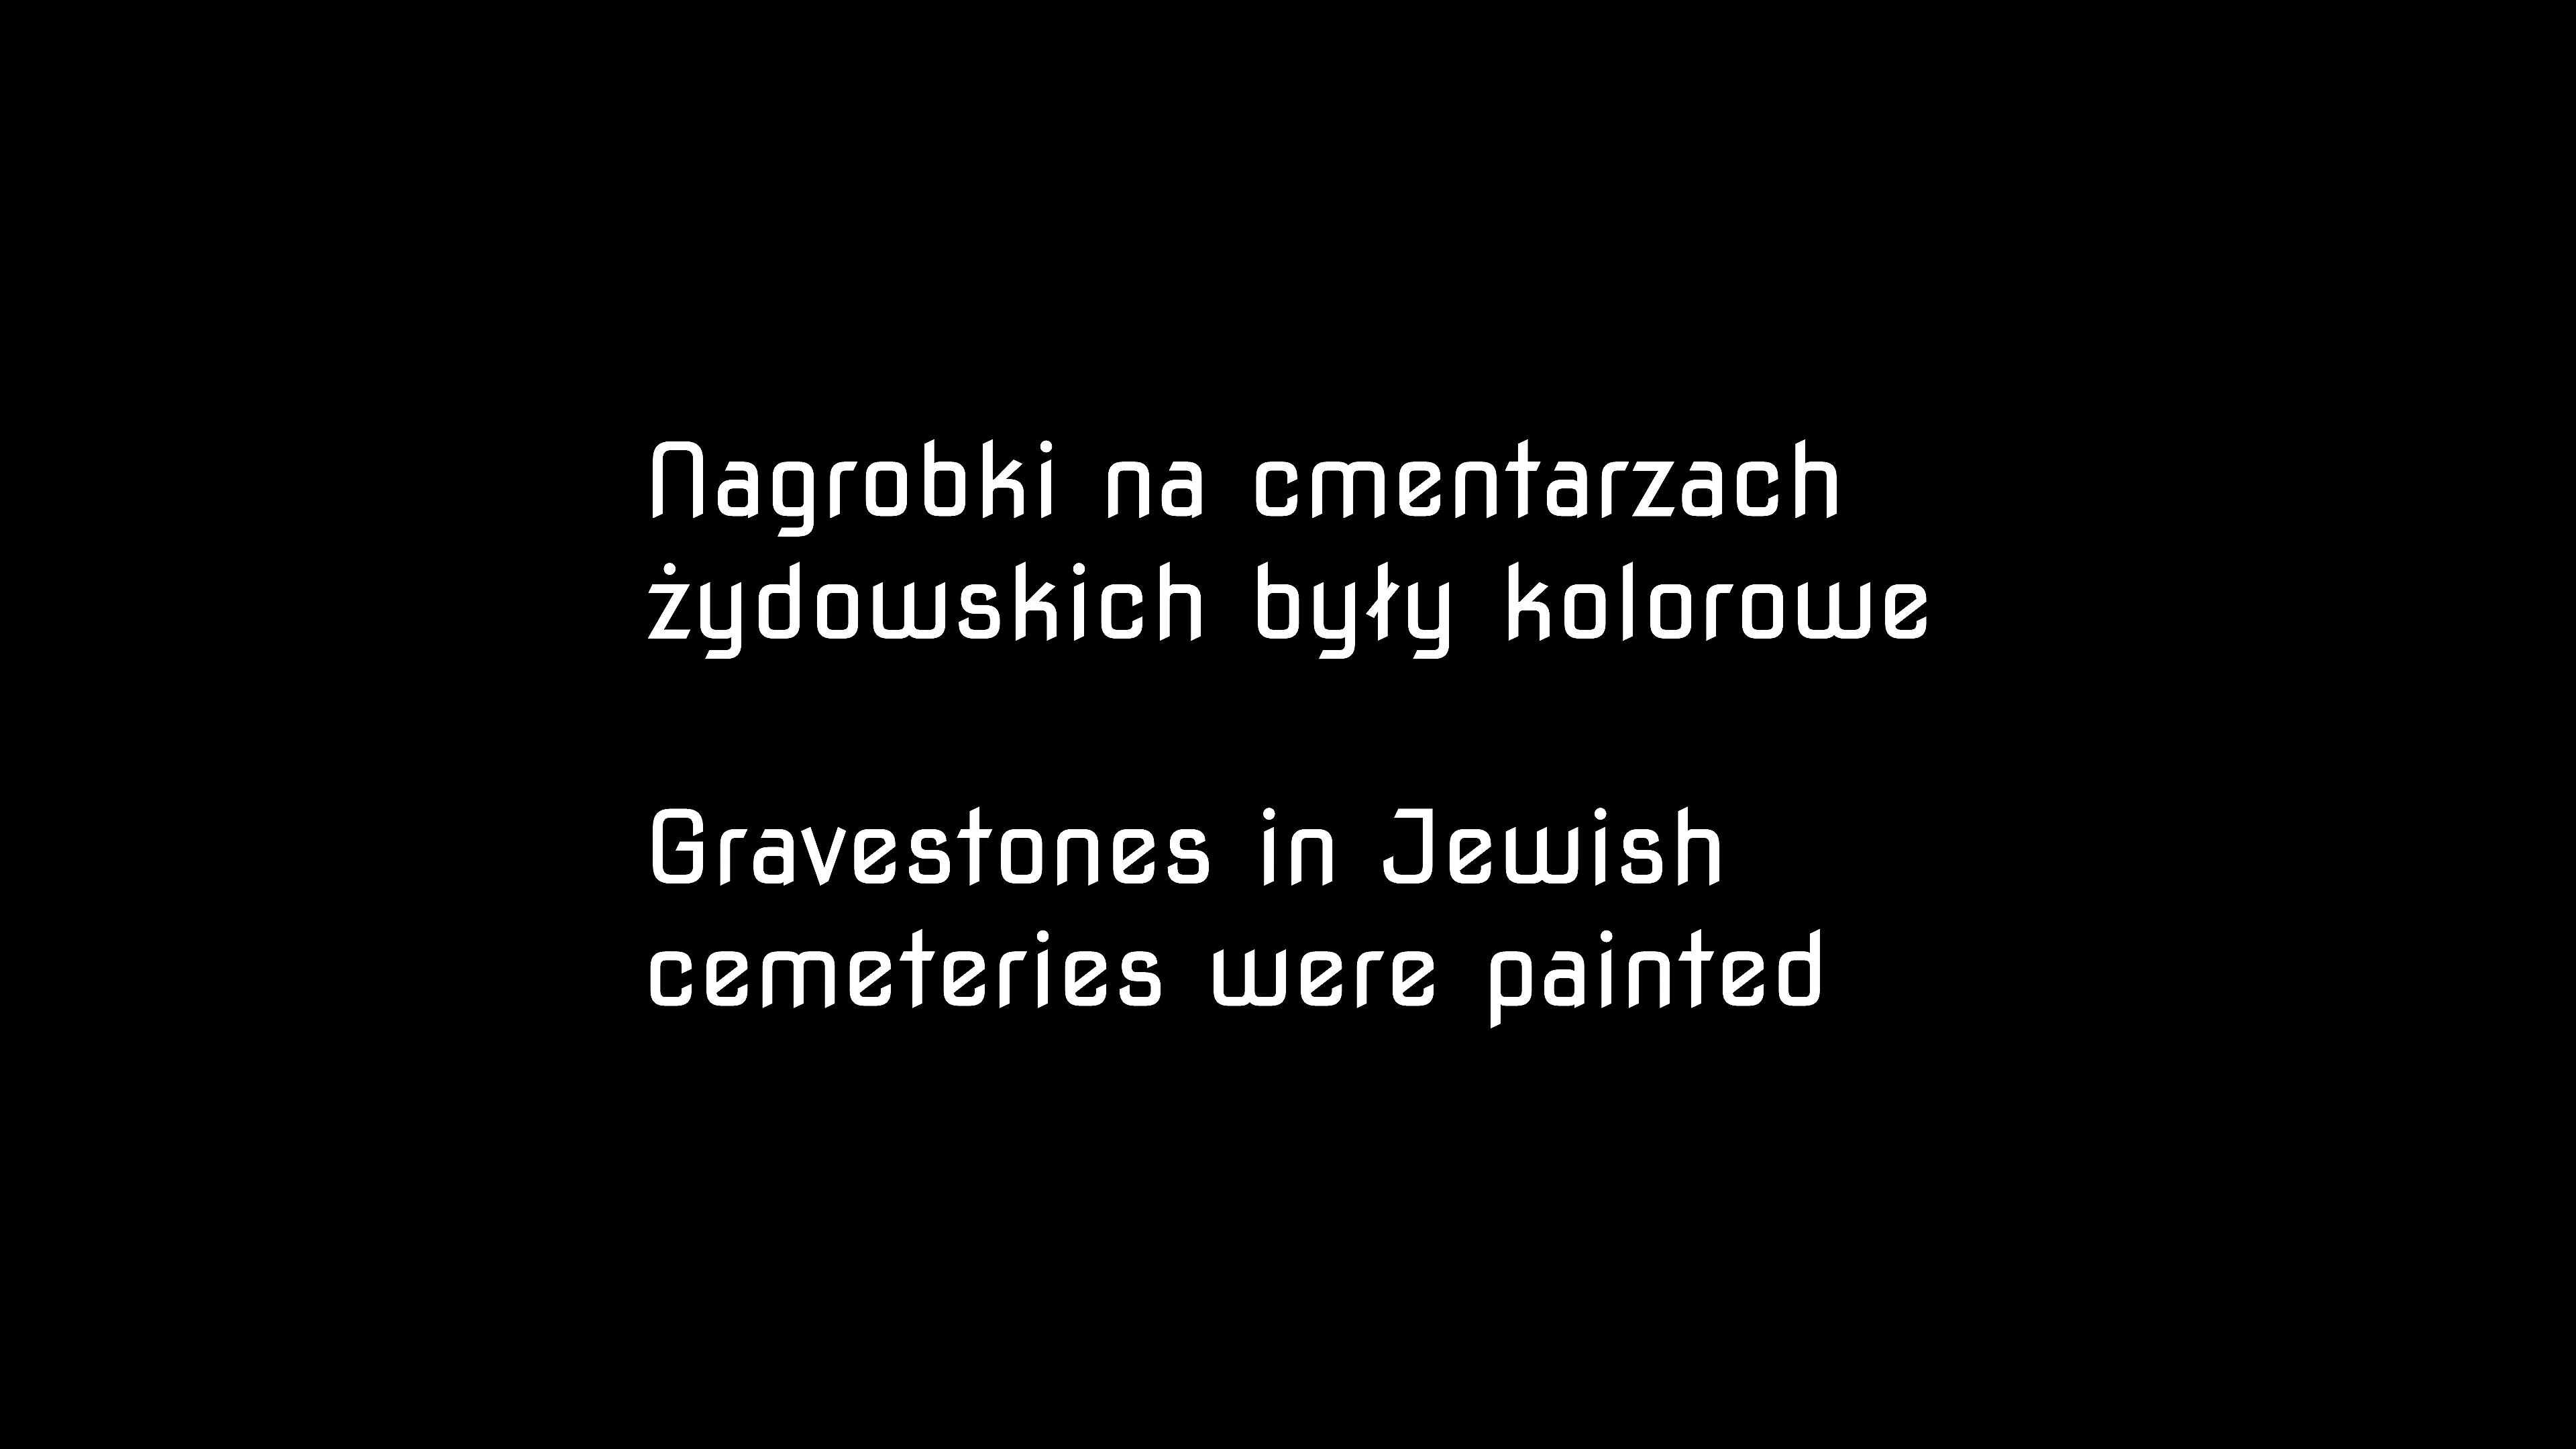 Nagrobki na cmentarzach
żydowskich były kolorowe
Gravestones in Jewish
cemeteries were painted